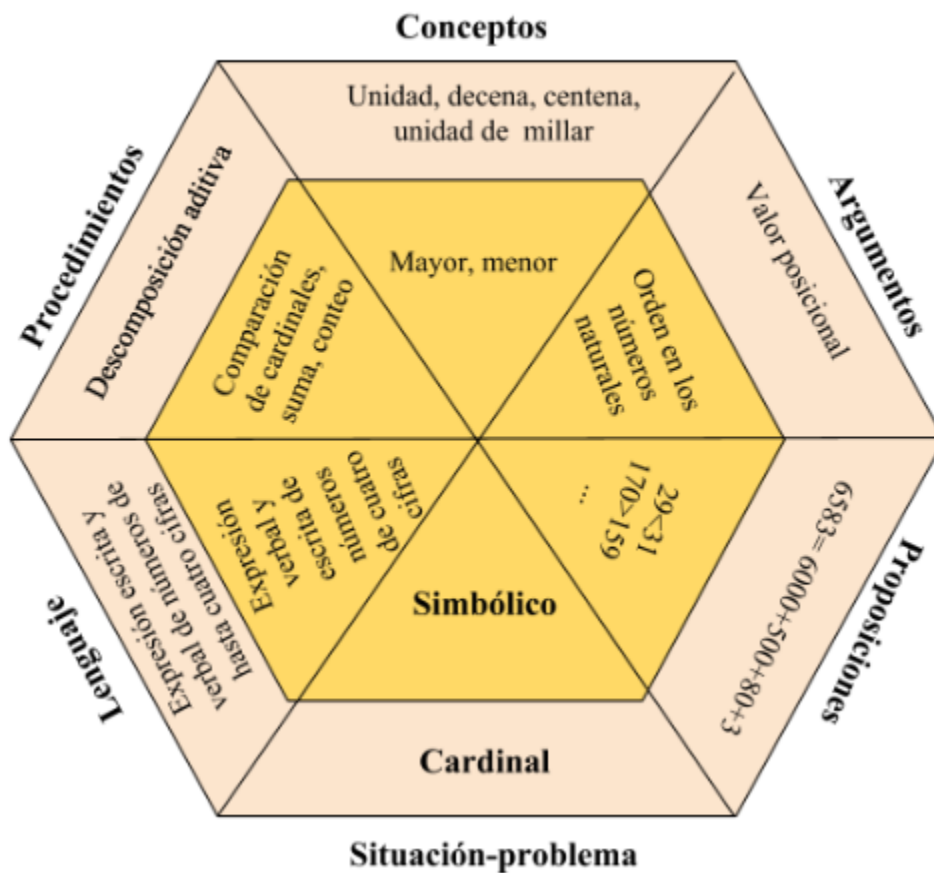 Conceptos
Unidad, decena, centena,
unidad de millar
Procedimientos
Descomposición aditiva
Comparación
de cardinales,
suma, conteo
Mayor, menor
Orden en los
números
naturales
Valor posicional
Argumentos
Lenguaje
Expresión escrita y
verbal de números de
hasta cuatro cifras
Expresión
verbal y
escrita de
números
de cuatro
cifras
29<31
170>159
...
6583= 6000+500+80+3
Proposiciones
Simbólico
Cardinal
Situación-problema